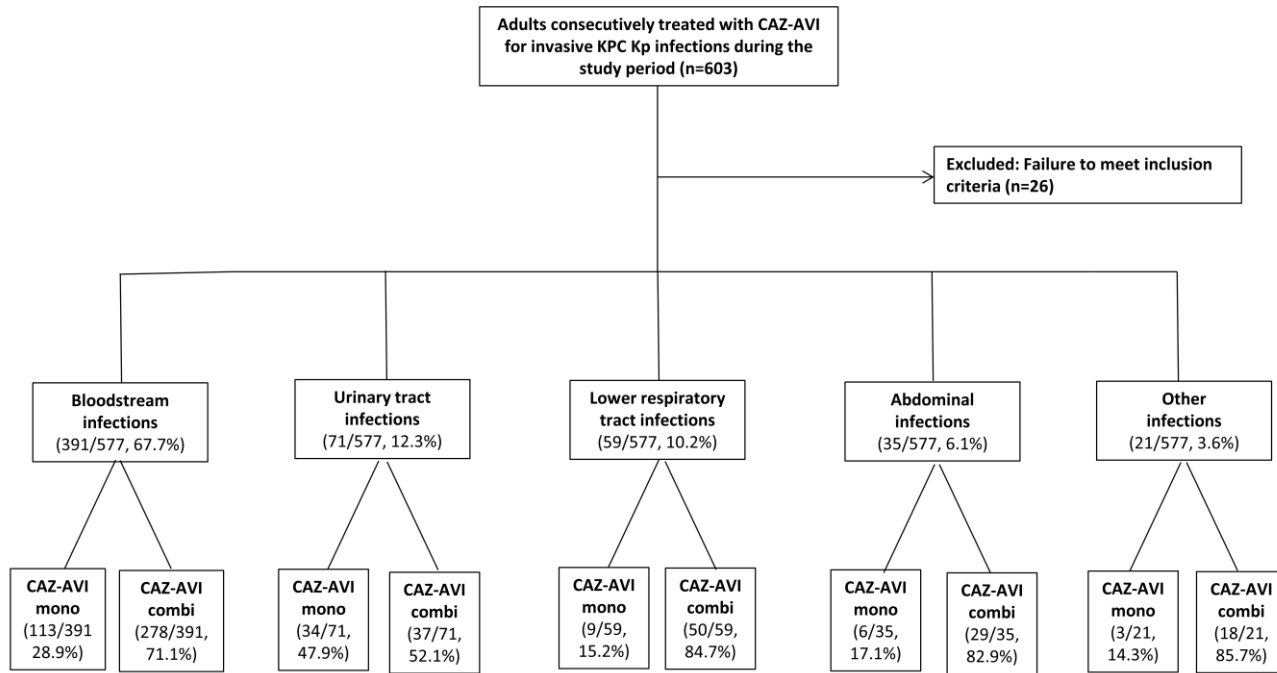 Adults consecutively treated with CAZ-AVI
for invasive KPC Kp infections during the
study period (n=603)
Excluded: Failure to meet inclusion
criteria (n=26)
Bloodstream
infections
(391/577, 67.7%)
Urinary tract
infections
(71/577, 12.3%)
Lower respiratory
tract infections
(59/577, 10.2%)
Abdominal
infections
(35/577, 6.1%)
Other
infections
(21/577, 3.6%)
CAZ-AVI
mono
(113/391
28.9%)
CAZ-AVI
combi
(278/391,
71.1%)
CAZ-AVI
mono
(34/71,
47.9%)
CAZ-AVI
combi
(37/71,
52.1%)
CAZ-AVI
mono
(9/59,
15.2%)
CAZ-AVI
combi
(50/59,
84.7%)
CAZ-AVI
mono
(6/35,
17.1%)
CAZ-AVI
combi
(29/35,
82.9%)
CAZ-AVI
mono
(3/21,
14.3%)
CAZ-AVI
combi
(18/21,
85.7%)